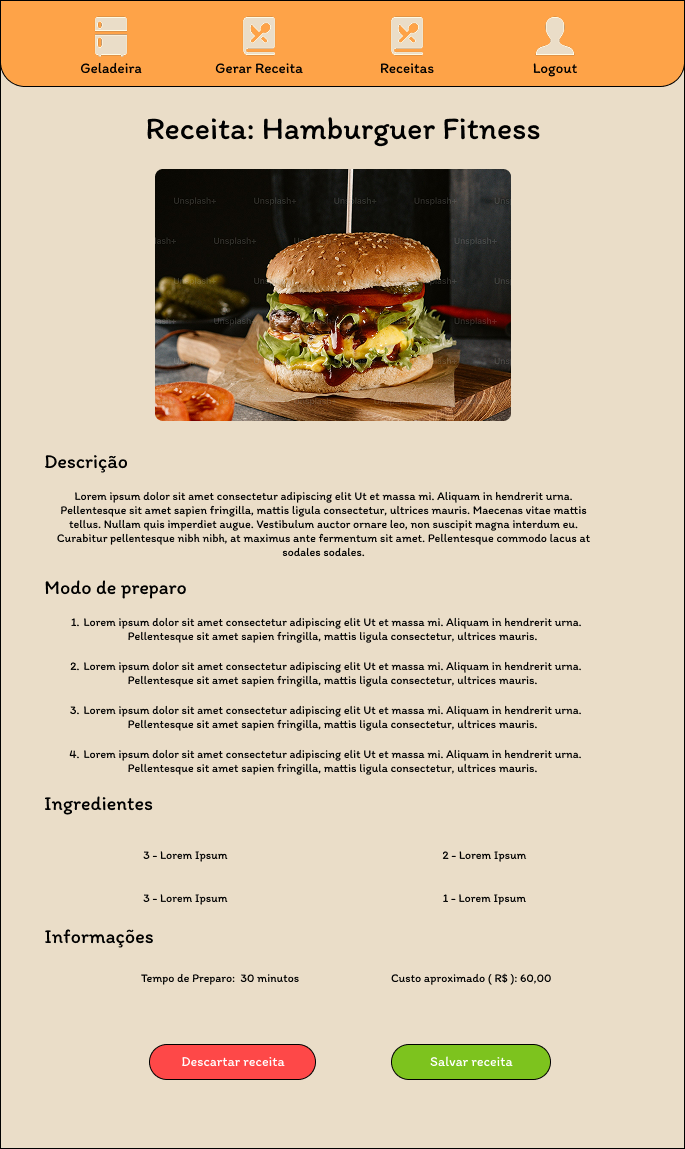 Geladeira
Gerar Receita
Receitas
Logout
Receita: Hamburguer Fitness
Unsplash+ Unsplash+ Unsplash+ Unsplash+ Uns
lash+ Unsplash+ Unsplash+
Unsplash+ Unsplash+ Uns
Unsplash+ Unsplash+
Descrição
Lorem ipsum dolor sit amet consectetur adipiscing elit Ut et massa mi. Aliquam in hendrerit urna.
Pellentesque sit amet sapien fringilla, mattis ligula consectetur, ultrices mauris. Maecenas vitae mattis
tellus. Nullam quis imperdiet augue. Vestibulum auctor ornare leo, non suscipit magna interdum eu.
Curabitur pellentesque nibh nibh, at maximus ante fermentum sit amet. Pellentesque commodo lacus at
sodales sodales.
Modo de preparo
1. Lorem ipsum dolor sit amet consectetur adipiscing elit Ut et massa mi. Aliquam in hendrerit urna.
Pellentesque sit amet sapien fringilla, mattis ligula consectetur, ultrices mauris.
2. Lorem ipsum dolor sit amet consectetur adipiscing elit Ut et massa mi. Aliquam in hendrerit urna.
Pellentesque sit amet sapien fringilla, mattis ligula consectetur, ultrices mauris.
3. Lorem ipsum dolor sit amet consectetur adipiscing elit Ut et massa mi. Aliquam in hendrerit urna.
Pellentesque sit amet sapien fringilla, mattis ligula consectetur, ultrices mauris.
4. Lorem ipsum dolor sit amet consectetur adipiscing elit Ut et massa mi. Aliquam in hendrerit urna.
Pellentesque sit amet sapien fringilla, mattis ligula consectetur, ultrices mauris.
Ingredientes
3 - Lorem Ipsum
2 - Lorem Ipsum
3 - Lorem Ipsum
1 - Lorem Ipsum
Informações
Tempo de Preparo: 30 minutos
Custo aproximado ( R$ ): 60,00
Descartar receita
Salvar receita